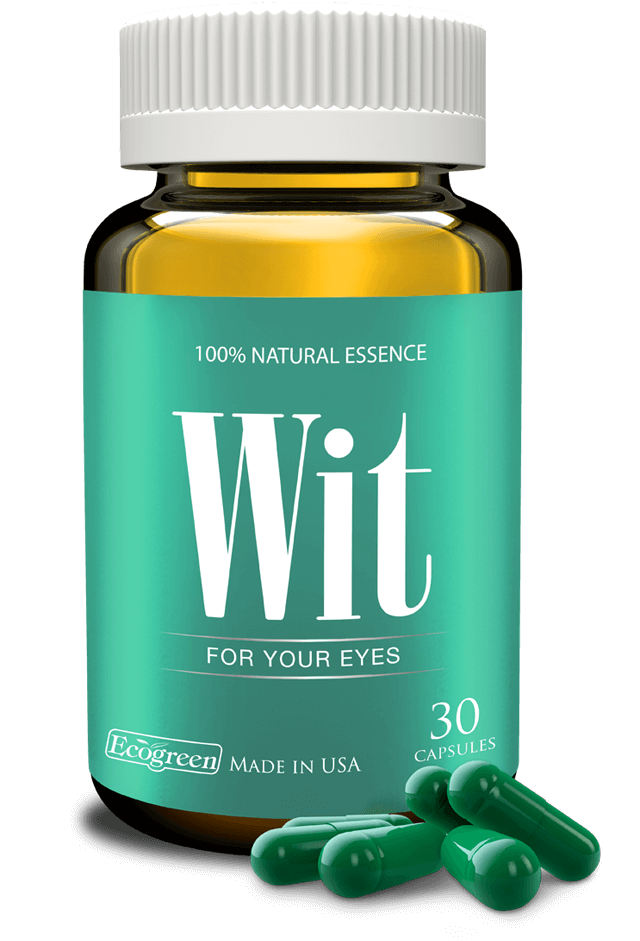 100% NATURAL ESSENCE
Wit
FOR YOUR EYES
30
CAPSULES
Ecogreen MADE IN USA